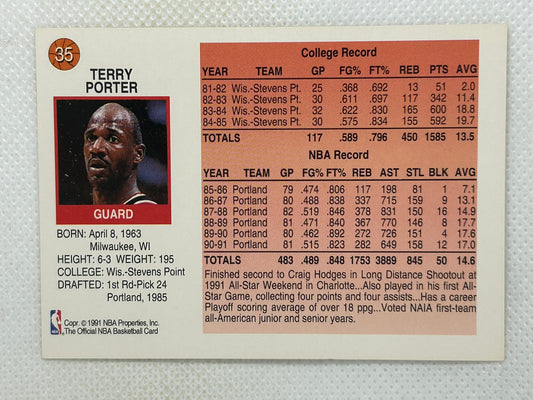 35
TERRY
PORTER
GUARD
BORN: April 8, 1963
Milwaukee, WI
HEIGHT: 6-3 WEIGHT: 195
COLLEGE: Wis.-Stevens Point
DRAFTED: 1st Rd-Pick 24
Portland, 1985
NBA
Copr. © 1991 NBA Properties, Inc.
The Official NBA Basketball Card
College Record
YEAR TEAM GP FG% FT% REB PTS AVG
81-82 Wis.-Stevens Pt. 25 .368 .692 13 51 2.0
82-83 Wis.-Stevens Pt. 30 .611 .697 117 342 11.4
83-84 Wis.-Stevens Pt. 32 .622 .830 165 600 18.8
84-85 Wis.-Stevens Pt. 30 .575 .834 155 592 19.7
TOTALS 117 .589 .796 450 1585 13.5
NBA Record
YEAR TEAM GP FG% FT% REB AST STL BLK AVG
85-86 Portland 79 .474 .806 117 198 81 1 7.1
86-87 Portland 80 .488 .838 337 715 159 9 13.1
87-88 Portland 82 .519 .846 378 831 150 16 14.9
88-89 Portland 81 .471 .840 367 770 146 8 17.7
89-90 Portland 80 .462 .892 272 726 151 4 17.6
90-91 Portland 81 .515 .823 282 649 158 12 17.0
TOTALS 483 .489 .848 1753 3889 845 50 14.6
Finished second to Craig Hodges in Long Distance Shootout at
1991 All-Star Weekend in Charlotte...Also played in his first All-
Star Game, collecting four points and four assists...Has a career
Playoff scoring average of over 18 ppg...Voted NAIA first-team
all-American junior and senior years.